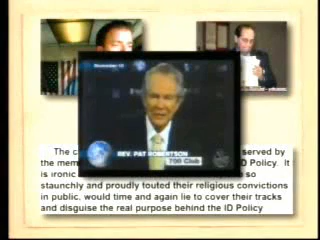 November 10
REV. PAT ROBERTSON
700 Club
The c served by
the mem ID Policy. It
is ironic so
staunchly and proudly touted their religious convictions
in public, would time and again lie to cover their tracks
and disguise the real purpose behind the ID Policy